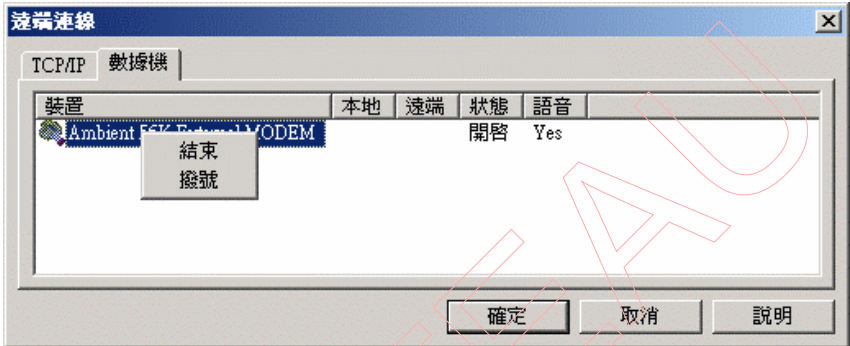 遠端連線
TCP/IP 數據機
裝置 本地 遠端 狀態 語音
Ambient 56K External MODEM 開啓 Yes
結束
撥號
確定 取消 說明